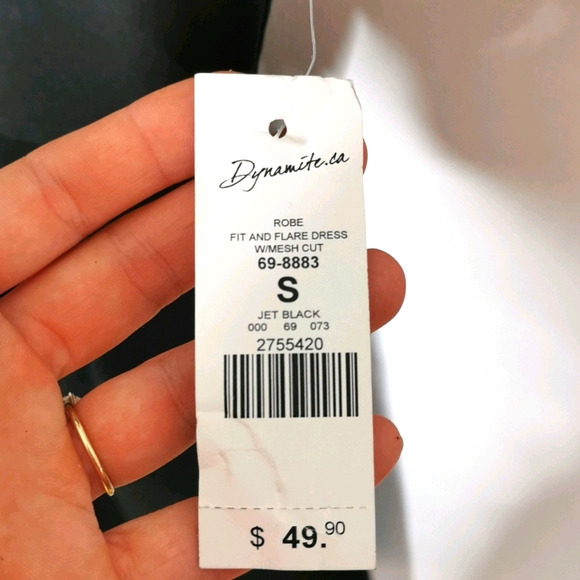 Dynamite.ca
ROBE
FIT AND FLARE DRESS
W/MESH CUT
69-8883
S
JET BLACK
000 69 073
2755420
$ 49.90